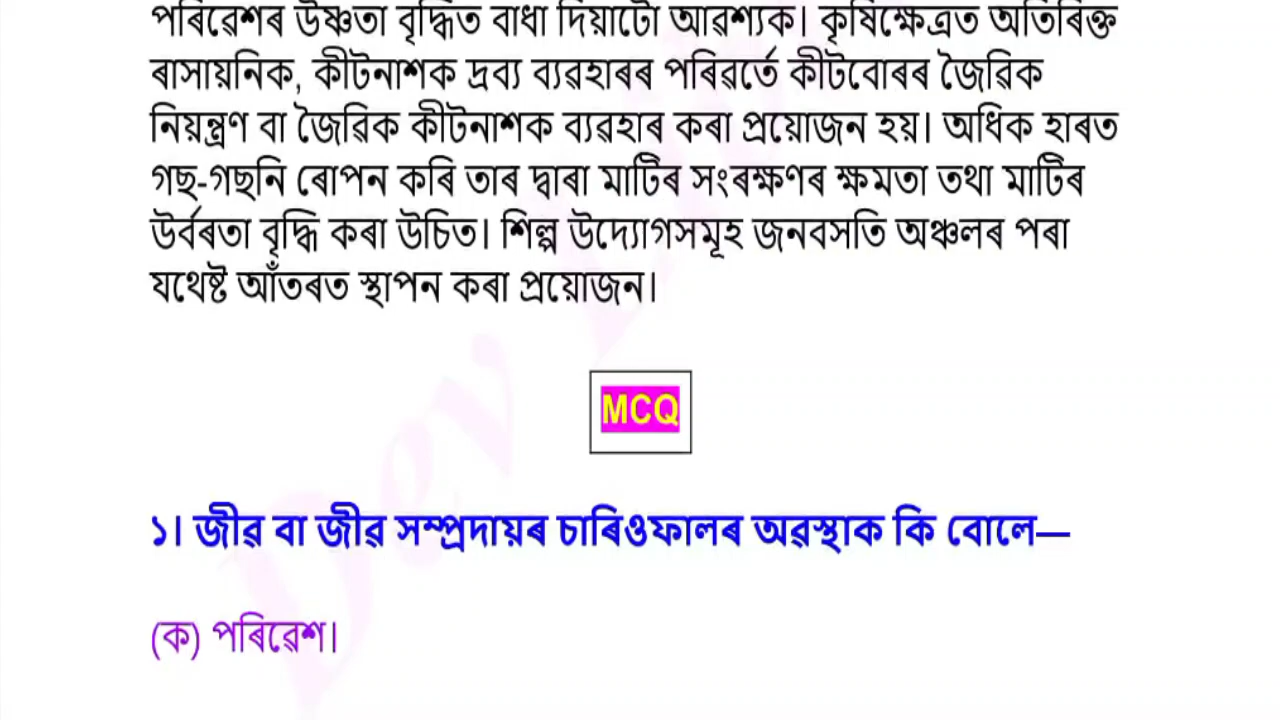 পৰিৱেশৰ উষ্ণতা বৃদ্ধিত বাধা দিয়াটো আৱশ্যক। কৃষিক্ষেত্ৰত অতিৰিক্ত
ৰাসায়নিক, কীটনাশক দ্ৰব্য ব্যৱহাৰৰ পৰিৱৰ্তে কীটবোৰৰ জৈৱিক
নিয়ন্ত্ৰণ বা জৈৱিক কীটনাশক ব্যৱহাৰ কৰা প্ৰয়োজন হয়। অধিক হাৰত
গছ-গছনি ৰোপন কৰি তাৰ দ্বাৰা মাটিৰ সংৰক্ষণৰ ক্ষমতা তথা মাটিৰ
উৰ্বৰতা বৃদ্ধি কৰা উচিত। শিল্প উদ্যোগসমূহ জনবসতি অঞ্চলৰ পৰা
যথেষ্ট আঁতৰত স্থাপন কৰা প্ৰয়োজন।
MCQ
১। জীৱ বা জীৱ সম্প্ৰদায়ৰ চাৰিওফালৰ অৱস্থাক কি বোলে—
(ক) পৰিৱেশ।